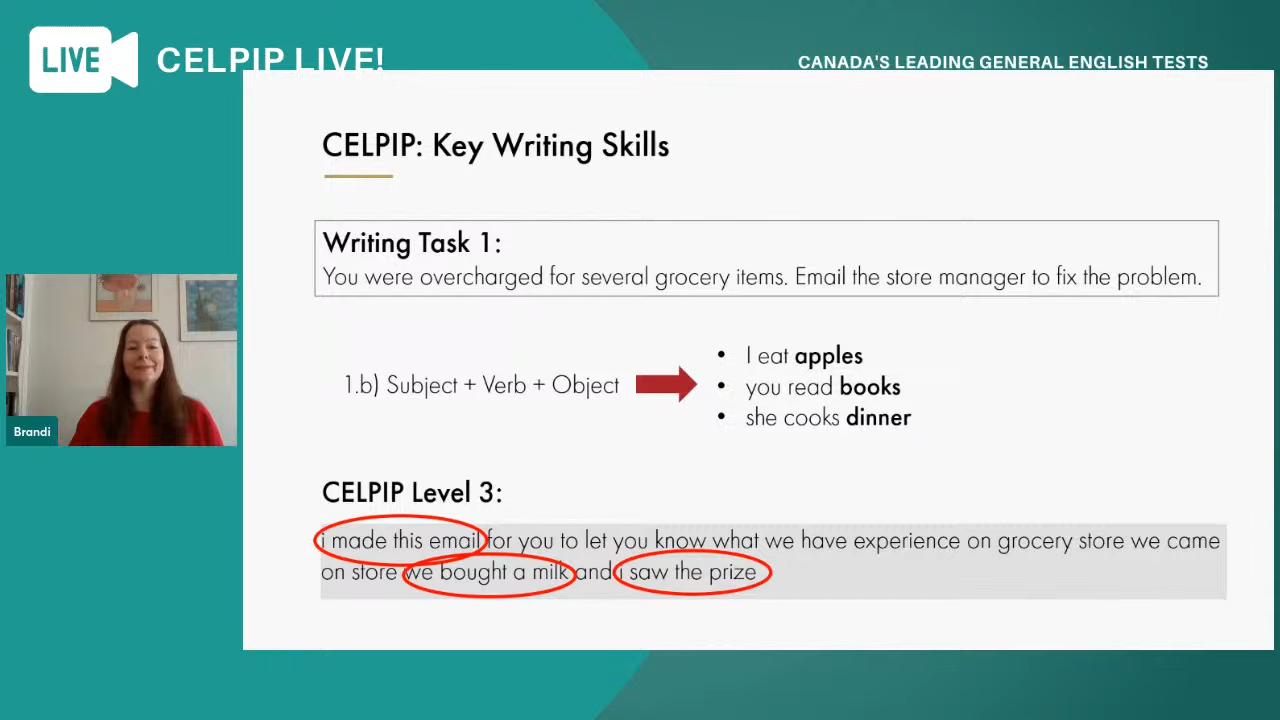 LIVE
CELPIP LIVE!
CANADA'S LEADING GENERAL ENGLISH TESTS
CELPIP: Key Writing Skills
Writing Task 1:
You were overcharged for several grocery items. Email the store manager to fix the problem.
1.b) Subject + Verb + Object
• I eat apples
• you read books
• she cooks dinner
Brandi
CELPIP Level 3:
i made this email for you to let you know what we have experience on grocery store we came
on store we bought a milk and i saw the prize